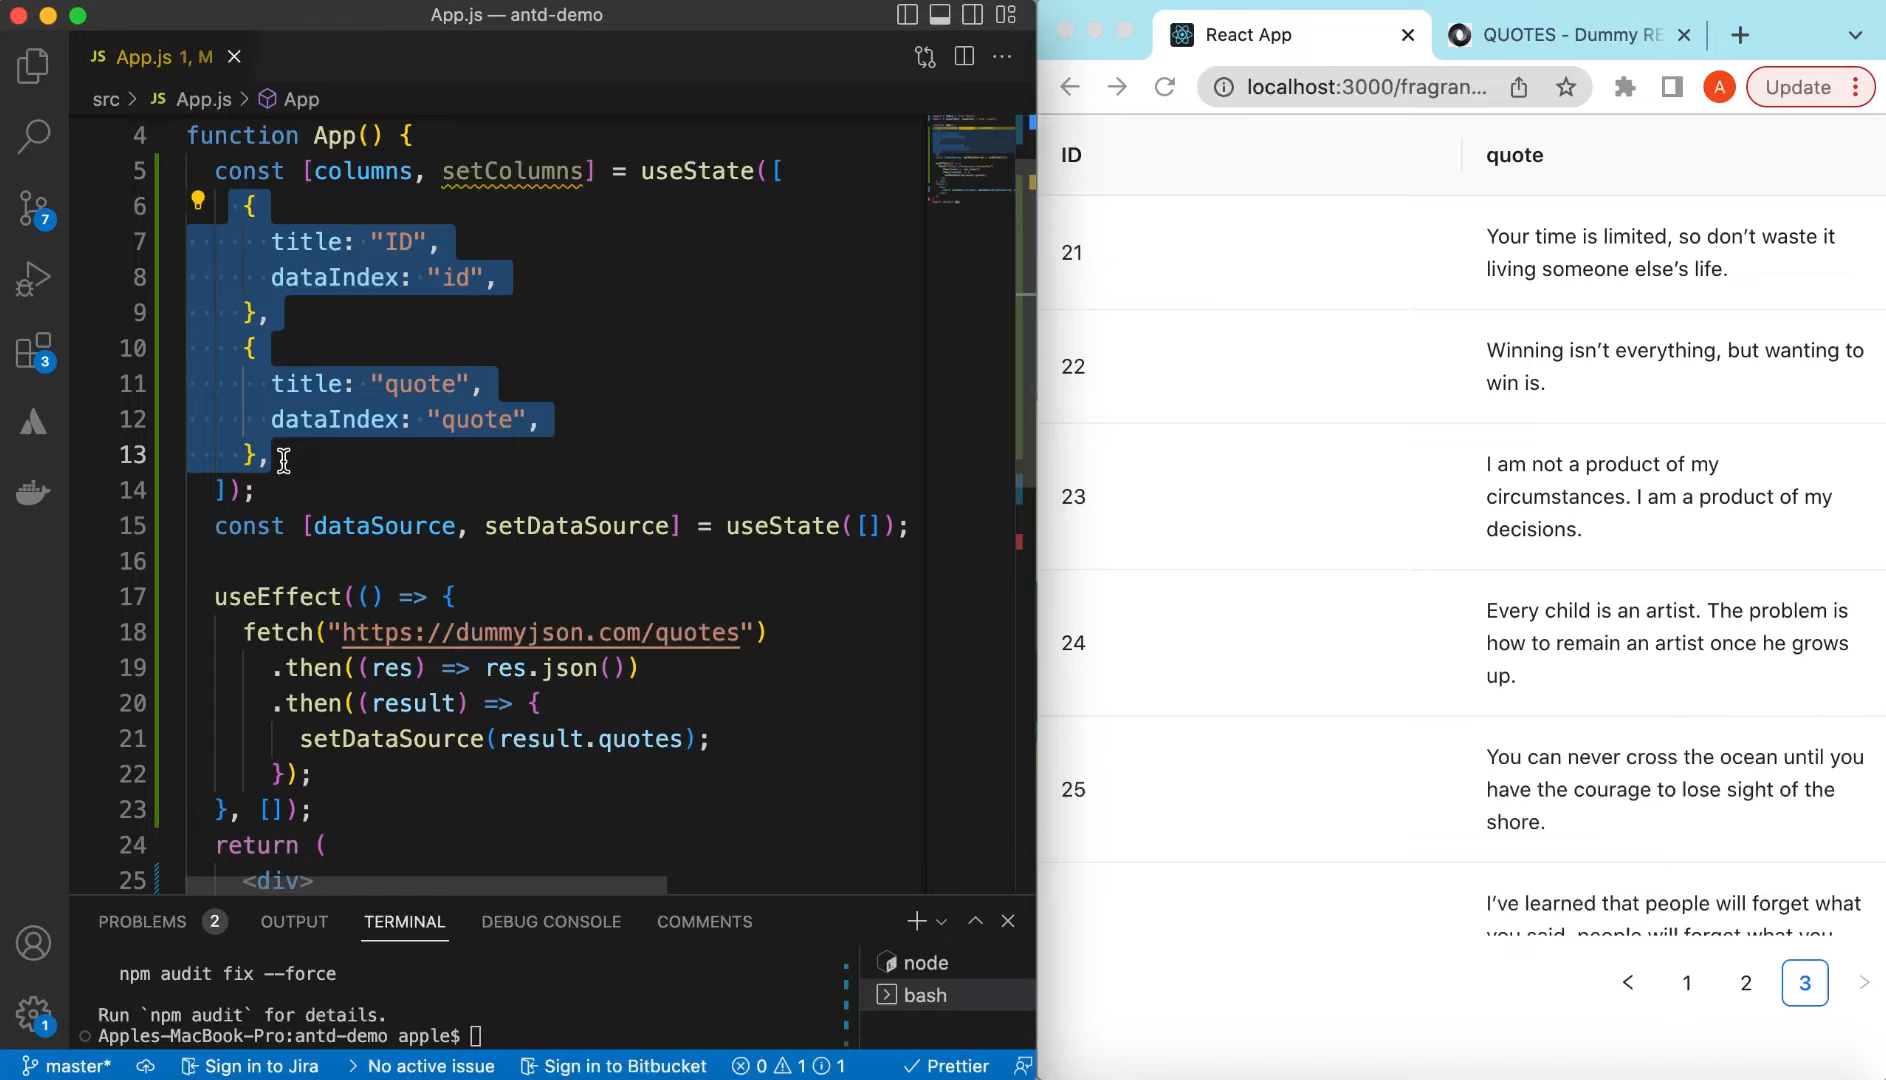 App.js — antd-demo
JS App.js 1, M
src > JS App.js > App
4 function App() {
5 const [columns, setColumns] = useState([
6 {
7 title: "ID",
8 dataIndex: "id",
9 },
10 {
11 title: "quote",
12 dataIndex: "quote",
13 },
14 ]);
15 const [dataSource, setDataSource] = useState([]);
16
17 useEffect(() => {
18 fetch("https://dummyjson.com/quotes")
19 .then((res) => res.json())
20 .then((result) => {
21 setDataSource(result.quotes);
22 });
23 }, []);
24 return (
25 <div>
7
3
1
PROBLEMS 2 OUTPUT TERMINAL DEBUG CONSOLE COMMENTS
npm audit fix --force
Run `npm audit` for details.
Apples-MacBook-Pro:antd-demo apple$
node
bash
master* Sign in to Jira > No active issue Sign in to Bitbucket 0 1 1 Prettier
React App
QUOTES - Dummy RE
localhost:3000/fragran...
A
Update
ID quote
21 Your time is limited, so don’t waste it
living someone else’s life.
22 Winning isn’t everything, but wanting to
win is.
23 I am not a product of my
circumstances. I am a product of my
decisions.
24 Every child is an artist. The problem is
how to remain an artist once he grows
up.
25 You can never cross the ocean until you
have the courage to lose sight of the
shore.
I’ve learned that people will forget what
you said, people will forget what you
< 1 2 3 >